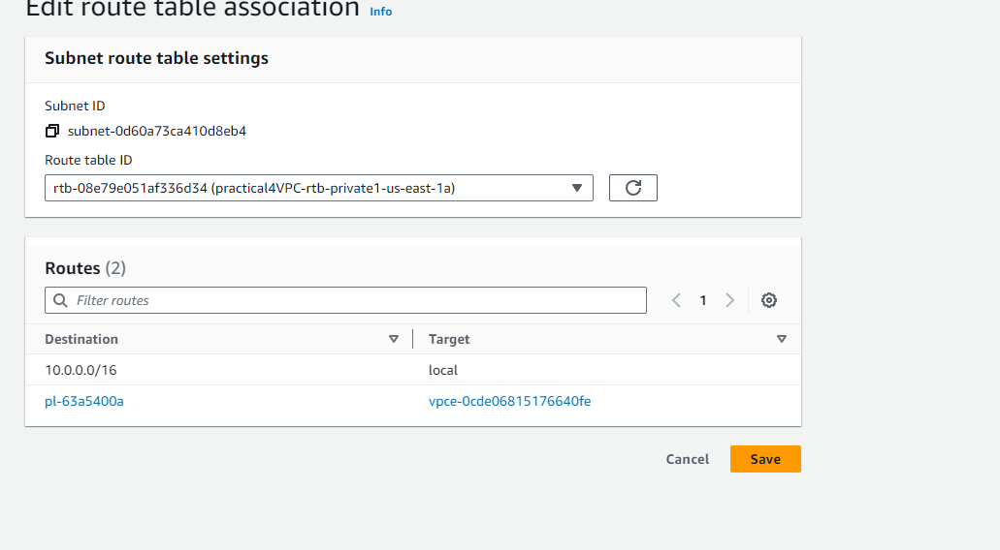 Edit route table association Info
Subnet route table settings
Subnet ID
subnet-0d60a73ca410d8eb4
Route table ID
rtb-08e79e051af336d34 (practical4VPC-rtb-private1-us-east-1a)
Routes (2)
Filter routes
1
Destination Target
10.0.0.0/16 local
pl-63a5400a vpce-0cde06815176640fe
Cancel Save